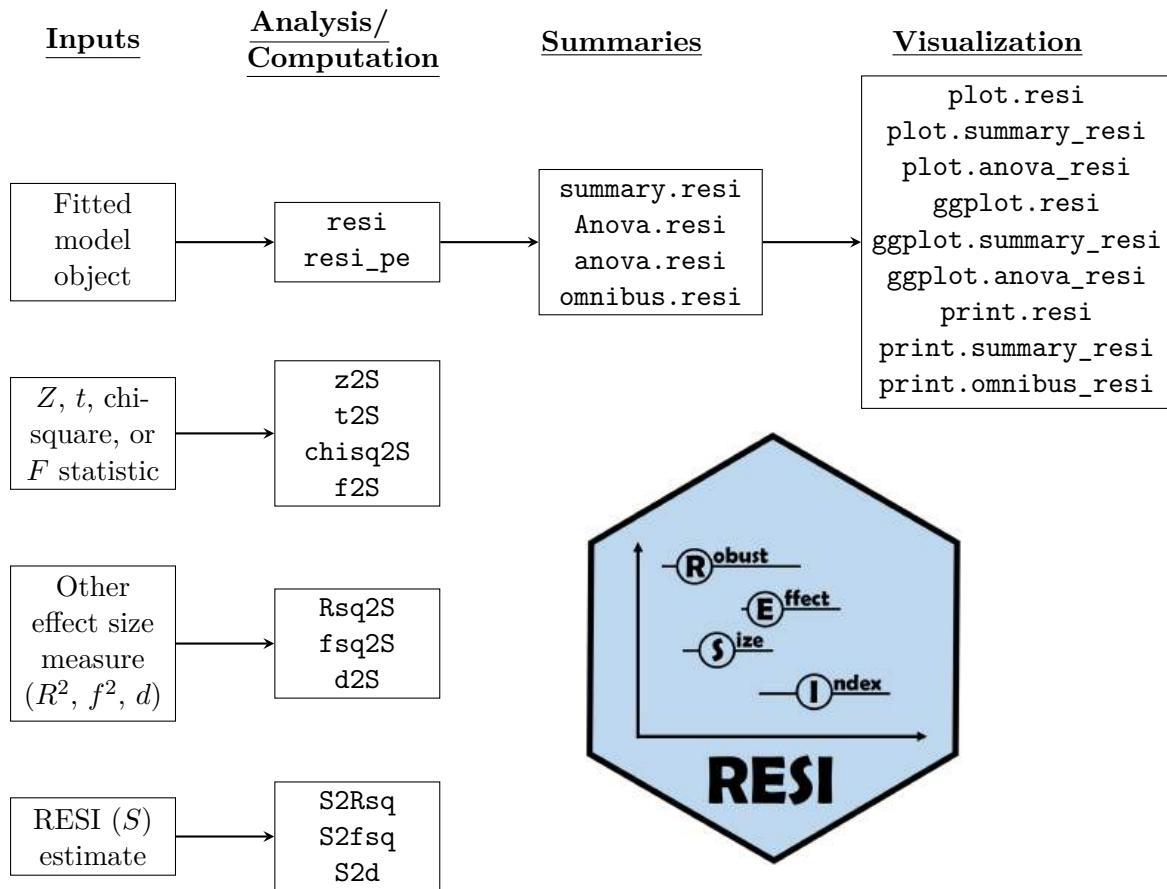 Inputs
Analysis/
Computation
Summaries
Visualization
Fitted
model
object
resi
resi_pe
summary.resi
Anova.resi
anova.resi
omnibus.resi
plot.resi
plot.summary_resi
plot.anova_resi
ggplot.resi
ggplot.summary_resi
ggplot.anova_resi
print.resi
print.summary_resi
print.omnibus_resi
Z, t, chi-
square, or
F statistic
z2S
t2S
chisq2S
f2S
Other
effect size
measure
(R², f², d)
Rsq2S
fsq2S
d2S
RESI (S)
estimate
S2Rsq
S2fsq
S2d
Robust
Effect
Size
Index
RESI